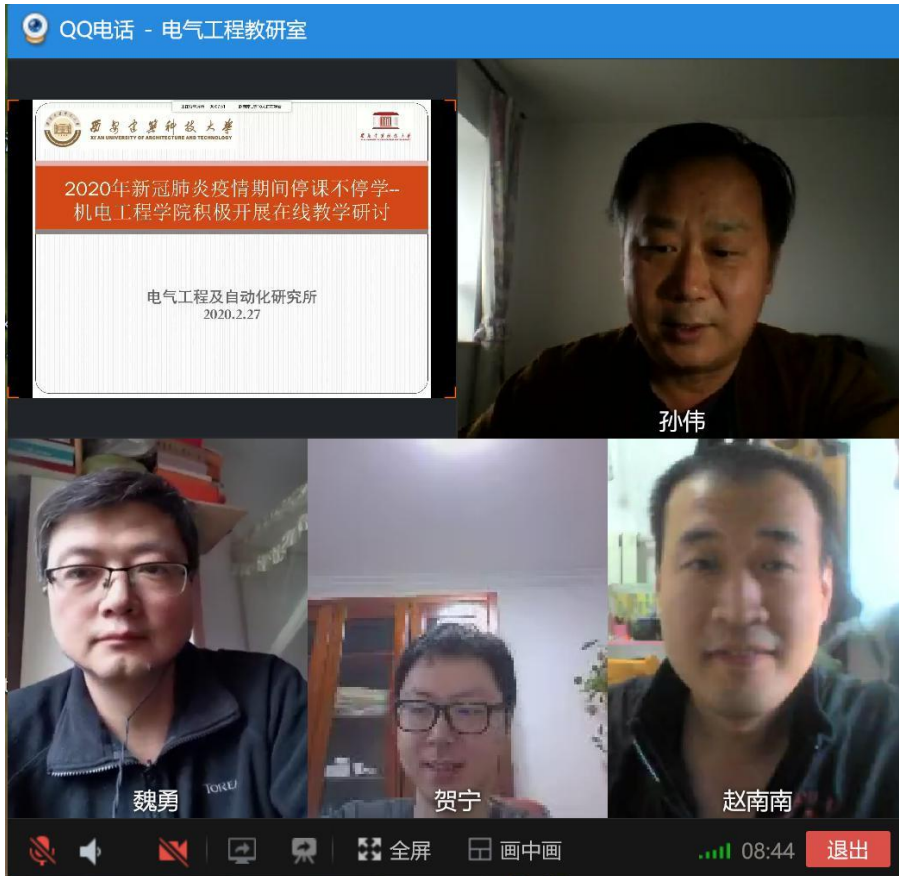 QQ电话 - 电气工程教研室
西安建筑科技大学
XI'AN UNIVERSITY OF ARCHITECTURE AND TECHNOLOGY
2020年新冠肺炎疫情期间停课不停学--
机电工程学院积极开展在线教学研讨
电气工程及自动化研究所
2020.2.27
孙伟
魏勇
贺宁
赵南南
全屏
画中画
08:44
退出